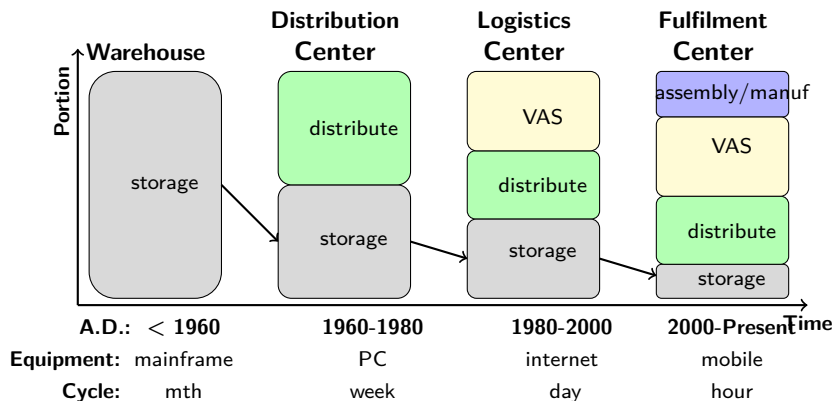 Distribution Logistics Fulfilment
Warehouse Center Center Center
Portion
storage
distribute
storage
VAS
distribute
storage
assembly/manuf
VAS
distribute
storage
Time
A.D.: < 1960 1960-1980 1980-2000 2000-Present
Equipment: mainframe PC internet mobile
Cycle: mth week day hour